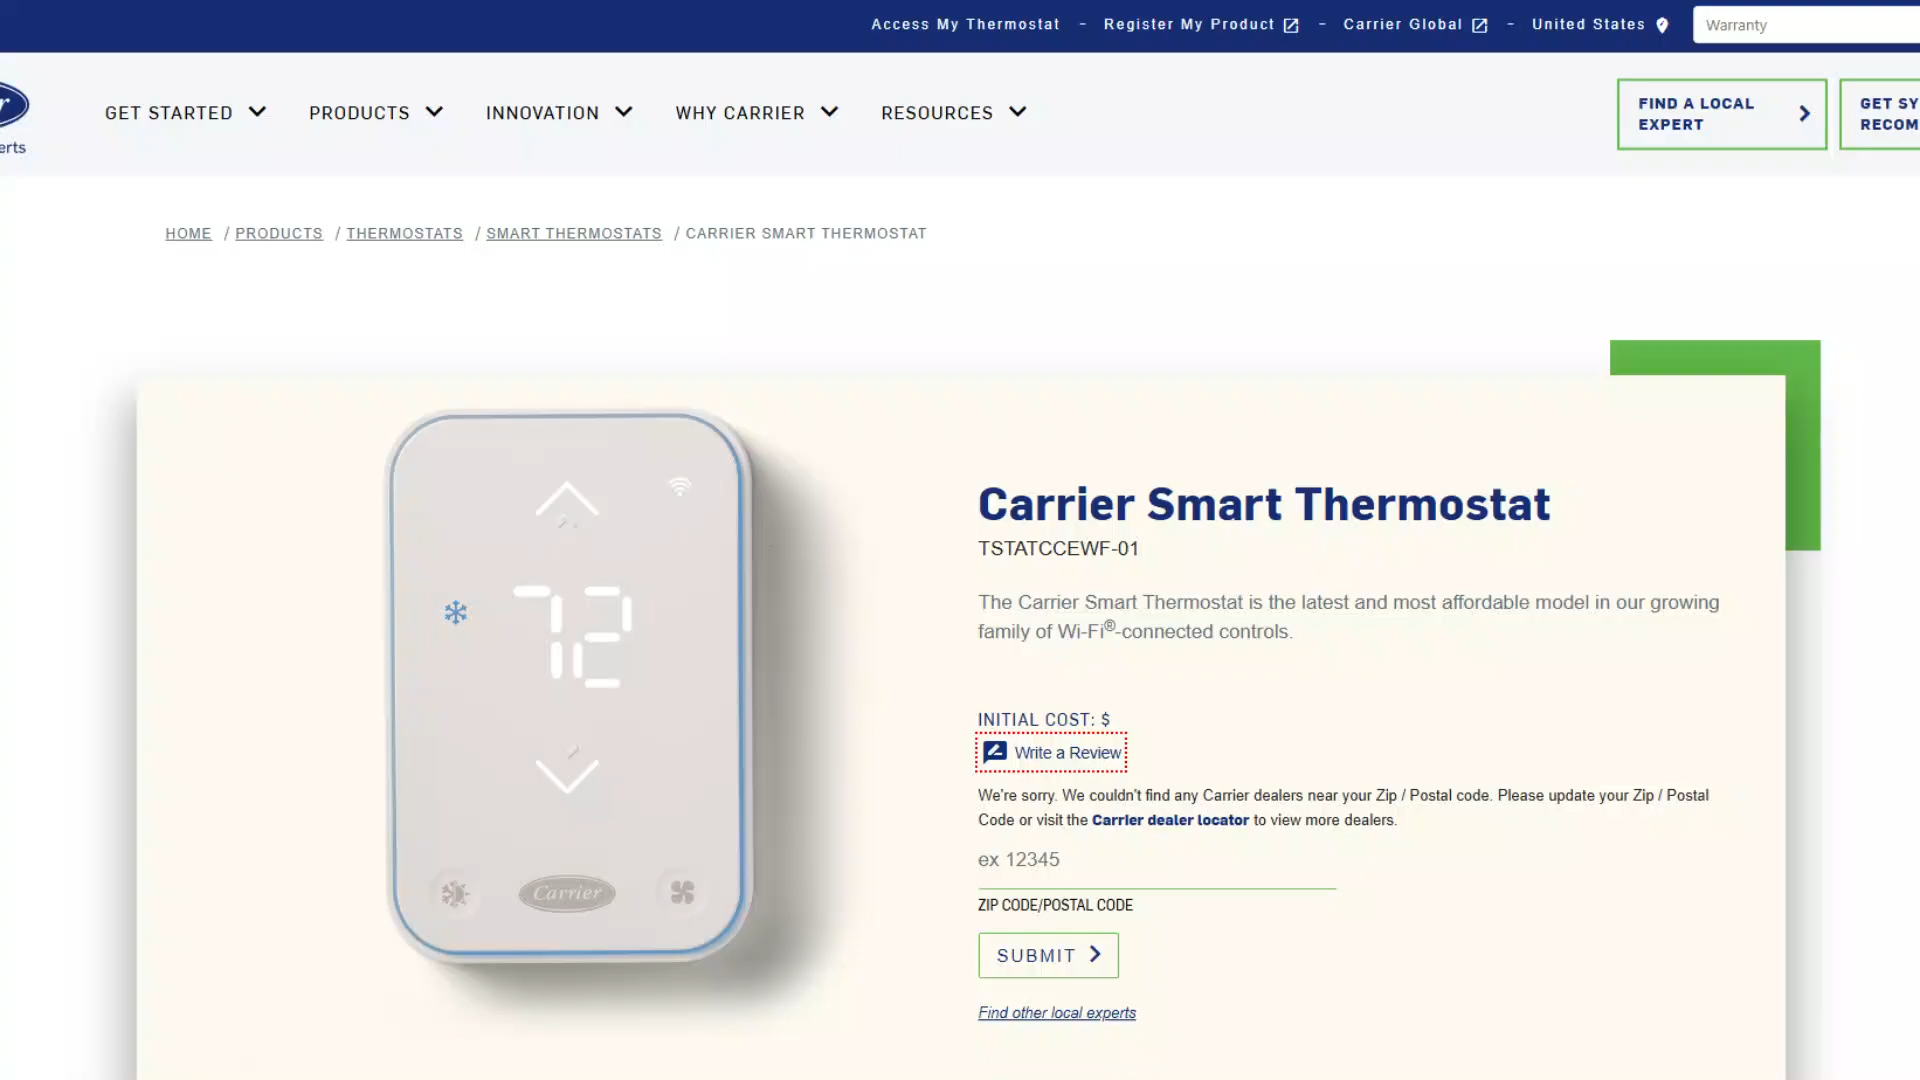 Access My Thermostat - Register My Product - Carrier Global - United States Warranty
GET STARTED PRODUCTS INNOVATION WHY CARRIER RESOURCES
FIND A LOCAL
EXPERT
GET SY
RECOM
erts
HOME / PRODUCTS / THERMOSTATS / SMART THERMOSTATS / CARRIER SMART THERMOSTAT
72
Carrier
Carrier Smart Thermostat
TSTATCCEWF-01
The Carrier Smart Thermostat is the latest and most affordable model in our growing
family of Wi-Fi®-connected controls.
INITIAL COST: $
Write a Review
We're sorry. We couldn't find any Carrier dealers near your Zip / Postal code. Please update your Zip / Postal
Code or visit the Carrier dealer locator to view more dealers.
ex 12345
ZIP CODE/POSTAL CODE
SUBMIT
Find other local experts